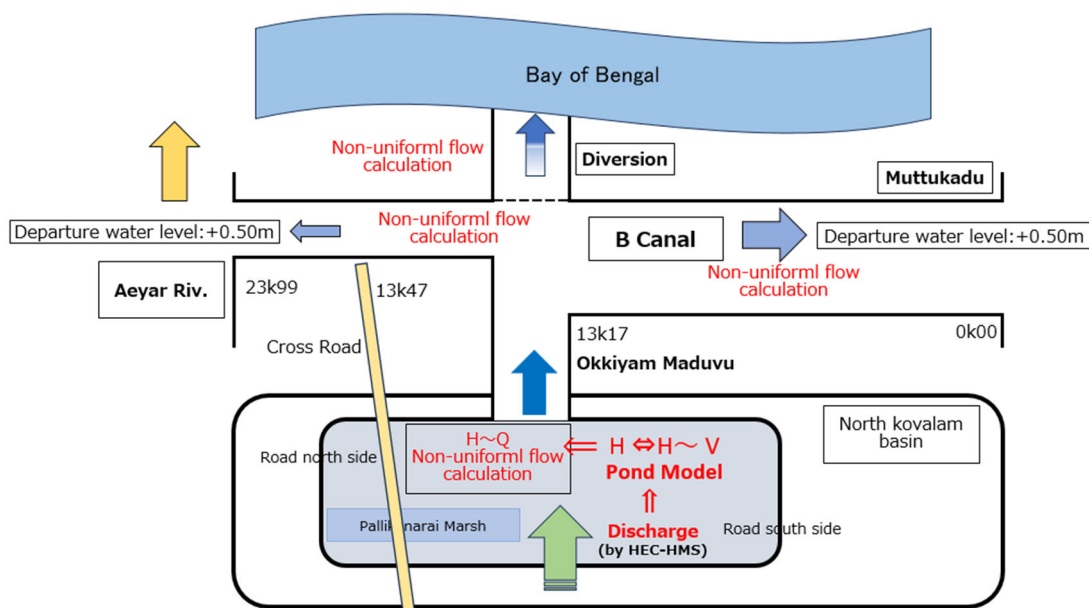 Bay of Bengal
Non-uniforml flow
calculation
Diversion
Muttukadu
Departure water level:+0.50m
Non-uniforml flow
calculation
B Canal
Departure water level:+0.50m
Non-uniforml flow
calculation
Aeyar Riv.
23k99
13k47
Cross Road
13k17
0k00
Okkiyam Maduvu
North kovalam
basin
Road north side
H～Q
Non-uniforml flow
calculation
⇐ H ⇔H～ V
Pond Model
⇑
Pallikanarai Marsh
Discharge
(by HEC-HMS)
Road south side